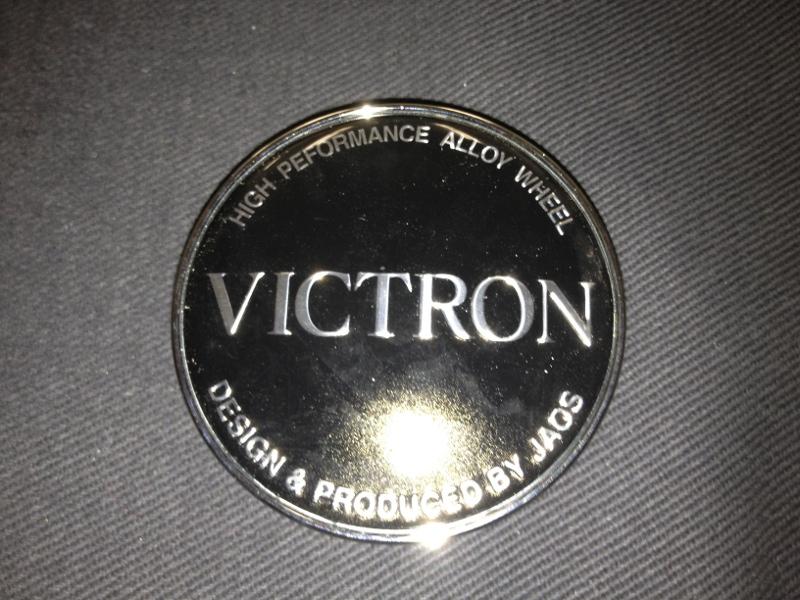 HIGH PEFORMANCE ALLOY WHEEL
VICTRON
DESIGN & PRODUCED BY JAOS